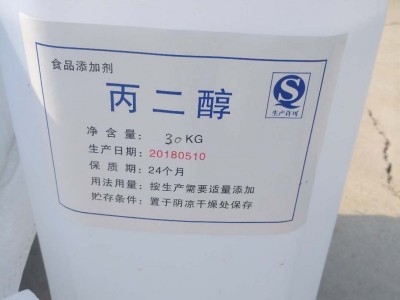 食品添加剂
丙二醇
生产许可
净 含 量： 30 KG
生产日期：20180510
保 质 期：24个月
用法用量：按生产需要适量添加
贮存条件：置于阴凉干燥处保存